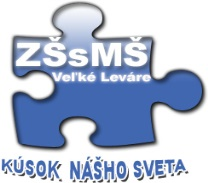 ZŠsMŠ
Veľké Leváre
KÚSOK NÁŠHO SVETA